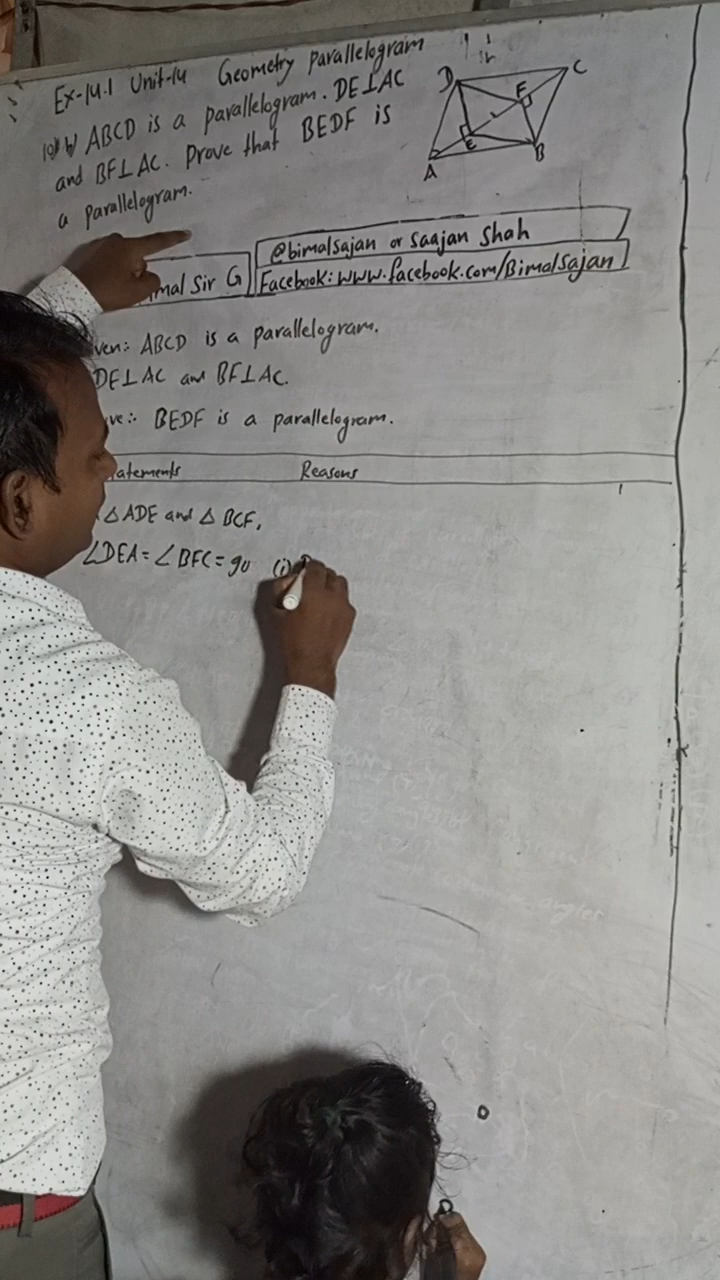 Ex-14.1 Unit-14 Geometry parallelogram
10) b) ABCD is a parallelogram. DE⊥AC
and BF⊥AC. Prove that BEDF is
a parallelogram.
D F C
E
A B
mal Sir G
@bimalsajan or Saajan Shah
Facebook: www.facebook.com/BimalSajan
ven: ABCD is a parallelogram.
DE⊥AC and BF⊥AC.
ve: BEDF is a parallelogram.
atements Reasons
△ADE and △BCF,
∠DEA = ∠BFC = 90 (i)